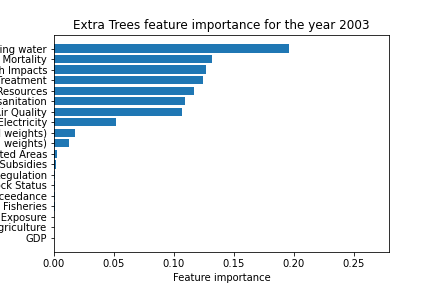 Extra Trees feature importance for the year 2003
ing water
Mortality
h Impacts
Treatment
Resources
sanitation
ir Quality
Electricity
weights)
weights)
ted Areas
Subsidies
egulation
ck Status
ceedance
Fisheries
Exposure
griculture
GDP
0.00 0.05 0.10 0.15 0.20 0.25
Feature importance